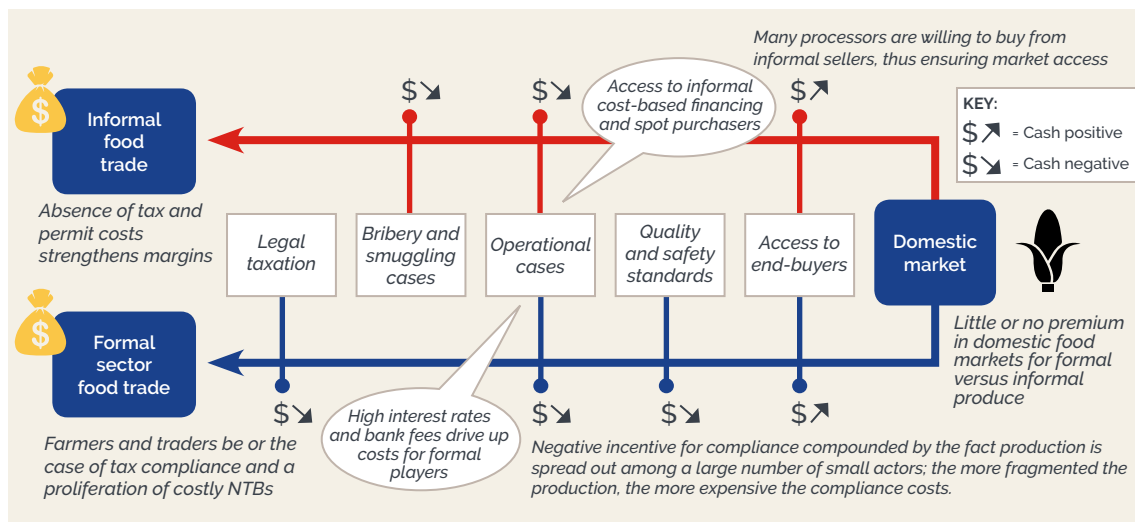 Many processors are willing to buy from
informal sellers, thus ensuring market access
$
$
$
Access to informal
cost-based financing
and spot purchasers
KEY:
$ = Cash positive
$ = Cash negative
$
Informal
food
trade
Absence of tax and
permit costs
strengthens margins
Legal
taxation
Bribery and
smuggling
cases
Operational
cases
Quality
and safety
standards
Access to
end-buyers
Domestic
market
Little or no premium
in domestic food
markets for formal
versus informal
produce
$
Formal
sector
food trade
Farmers and traders be or the
case of tax compliance and a
proliferation of costly NTBs
$
High interest rates
and bank fees drive up
costs for formal
players
$
$
$
Negative incentive for compliance compounded by the fact production is
spread out among a large number of small actors; the more fragmented the
production, the more expensive the compliance costs.